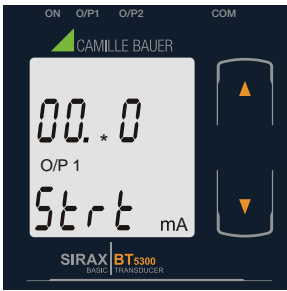 ON O/P1 O/P2 COM
CAMILLE BAUER
00.*0
O/P 1
Strt mA
SIRAX BT5300
BASIC TRANSDUCER